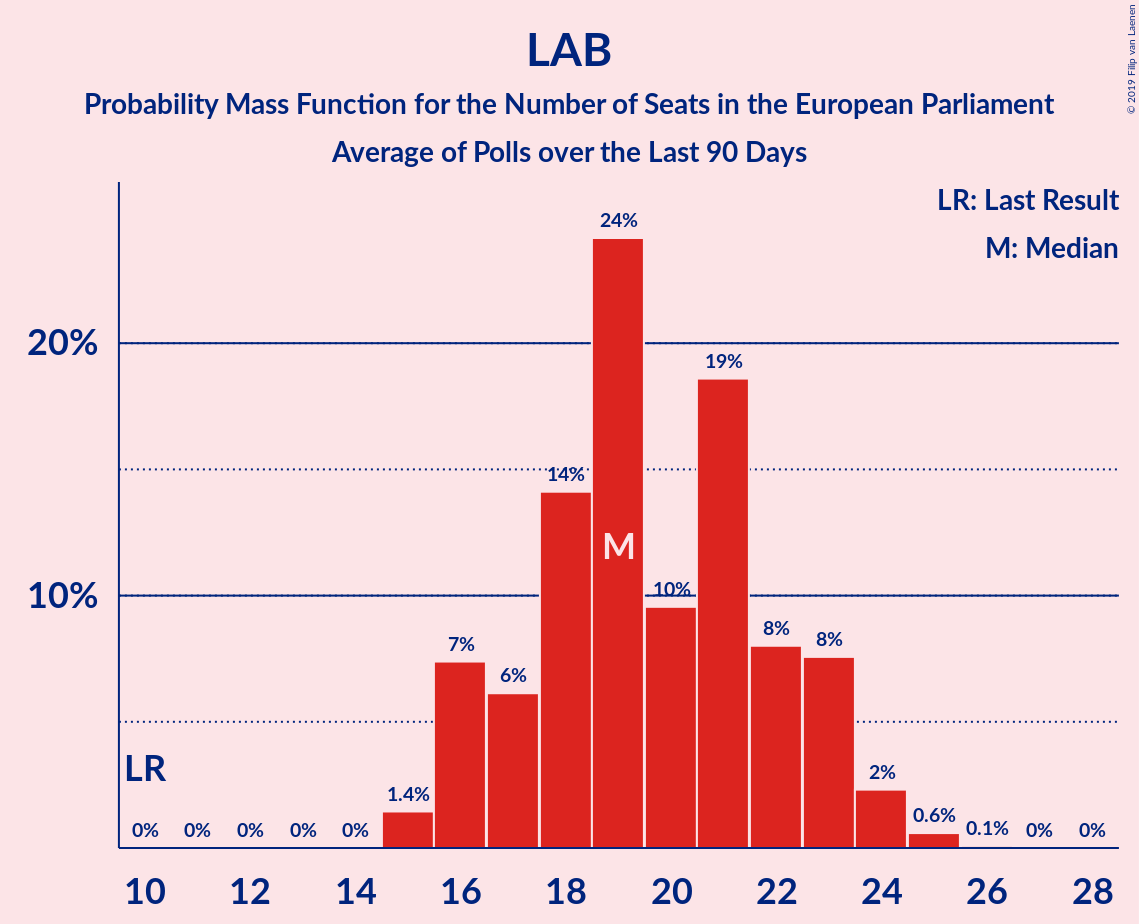 LAB
Probability Mass Function for the Number of Seats in the European Parliament
Average of Polls over the Last 90 Days
© 2019 Filip van Laenen
LR: Last Result
M: Median
24%
20%
19%
14%
M
10%
10%
8%
8%
7%
6%
LR
2%
1.4%
0.6%
0% 0% 0% 0% 0% 0.1% 0% 0%
10 12 14 16 18 20 22 24 26 28